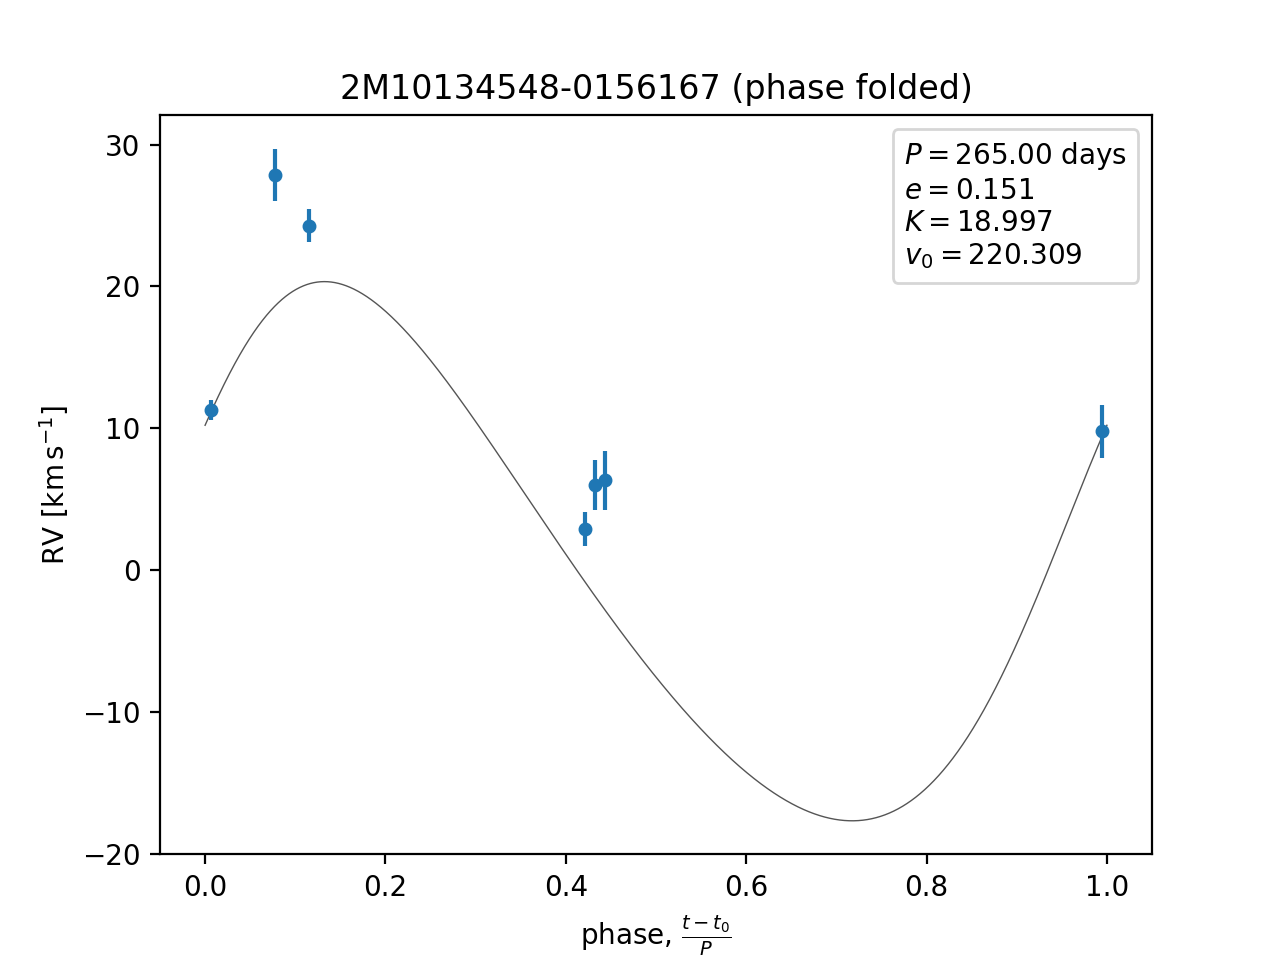 2M10134548-0156167 (phase folded)
P = 265.00 days
e = 0.151
K = 18.997
v₀ = 220.309
RV [km s⁻¹]
30
20
10
0
−10
−20
0.0 0.2 0.4 0.6 0.8 1.0
phase, (t − t₀)/P